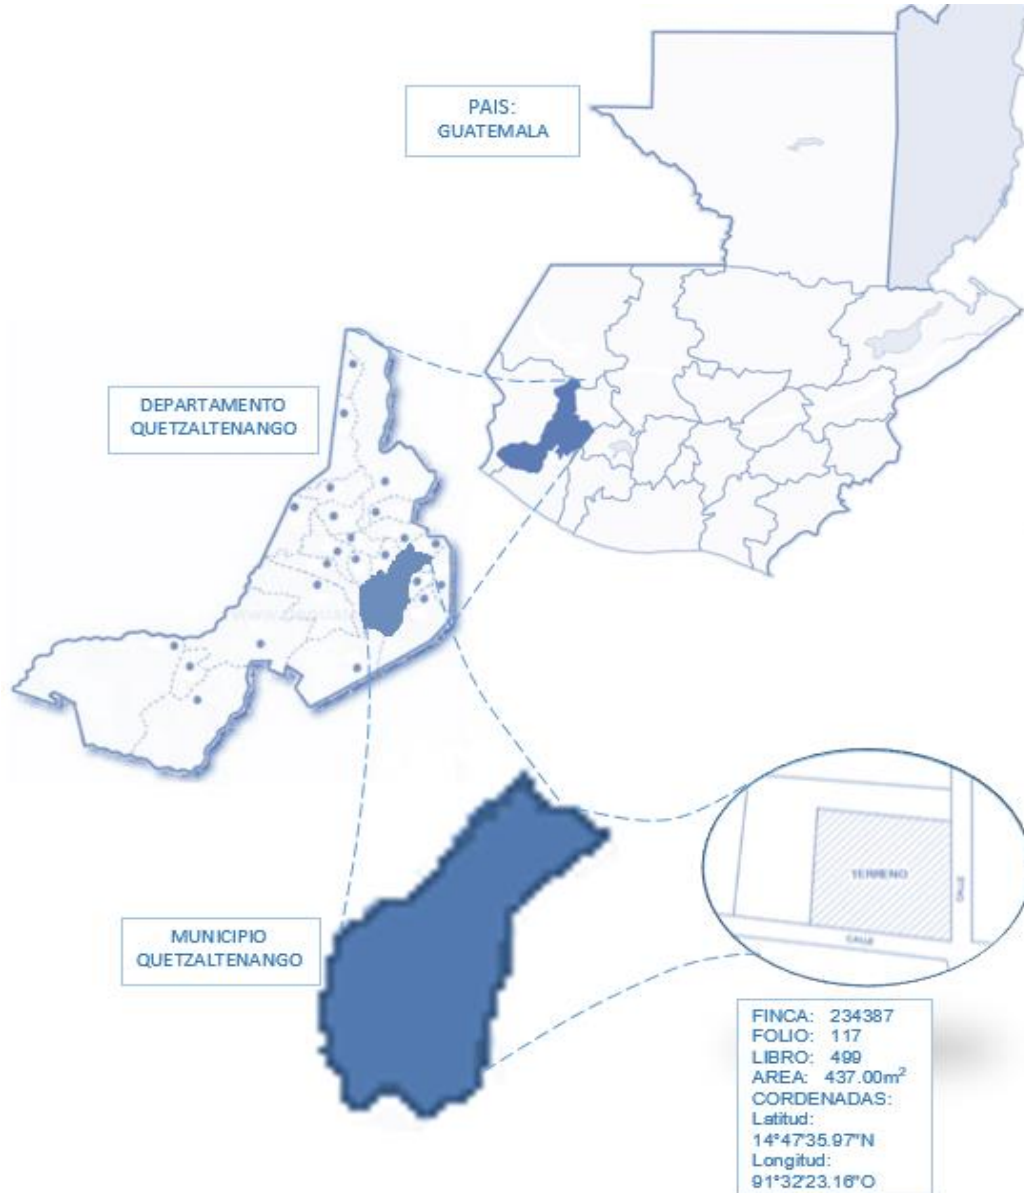 PAIS:
GUATEMALA
DEPARTAMENTO
QUETZALTENANGO
MUNICIPIO
QUETZALTENANGO
TERRENO
CALLE
CALLE
FINCA: 234387
FOLIO: 117
LIBRO: 499
AREA: 437.00m²
CORDENADAS:
Latitud:
14°47'35.97"N
Longitud:
91°32'23.16"O